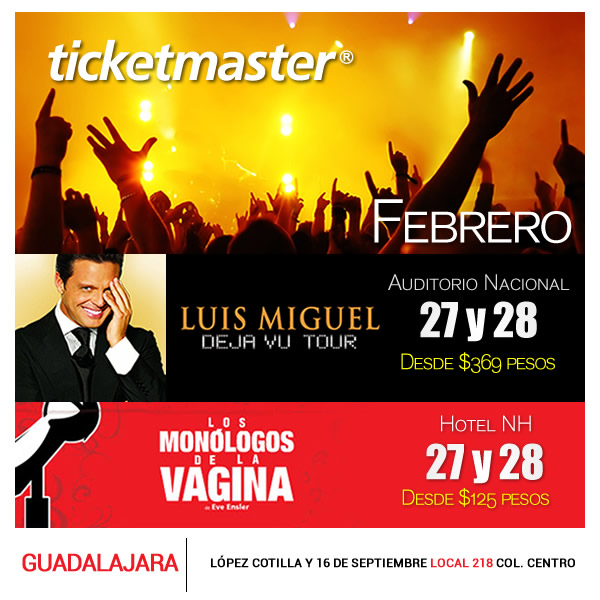 ticketmaster®
FEBRERO
AUDITORIO NACIONAL
LUIS MIGUEL
27 y 28
DEJA VU TOUR
DESDE $369 PESOS
HOTEL NH
LOS
MONÓLOGOS
DE LA
VAGINA
de Eve Ensler
27 y 28
DESDE $125 PESOS
GUADALAJARA
LÓPEZ COTILLA Y 16 DE SEPTIEMBRE LOCAL 218 COL. CENTRO